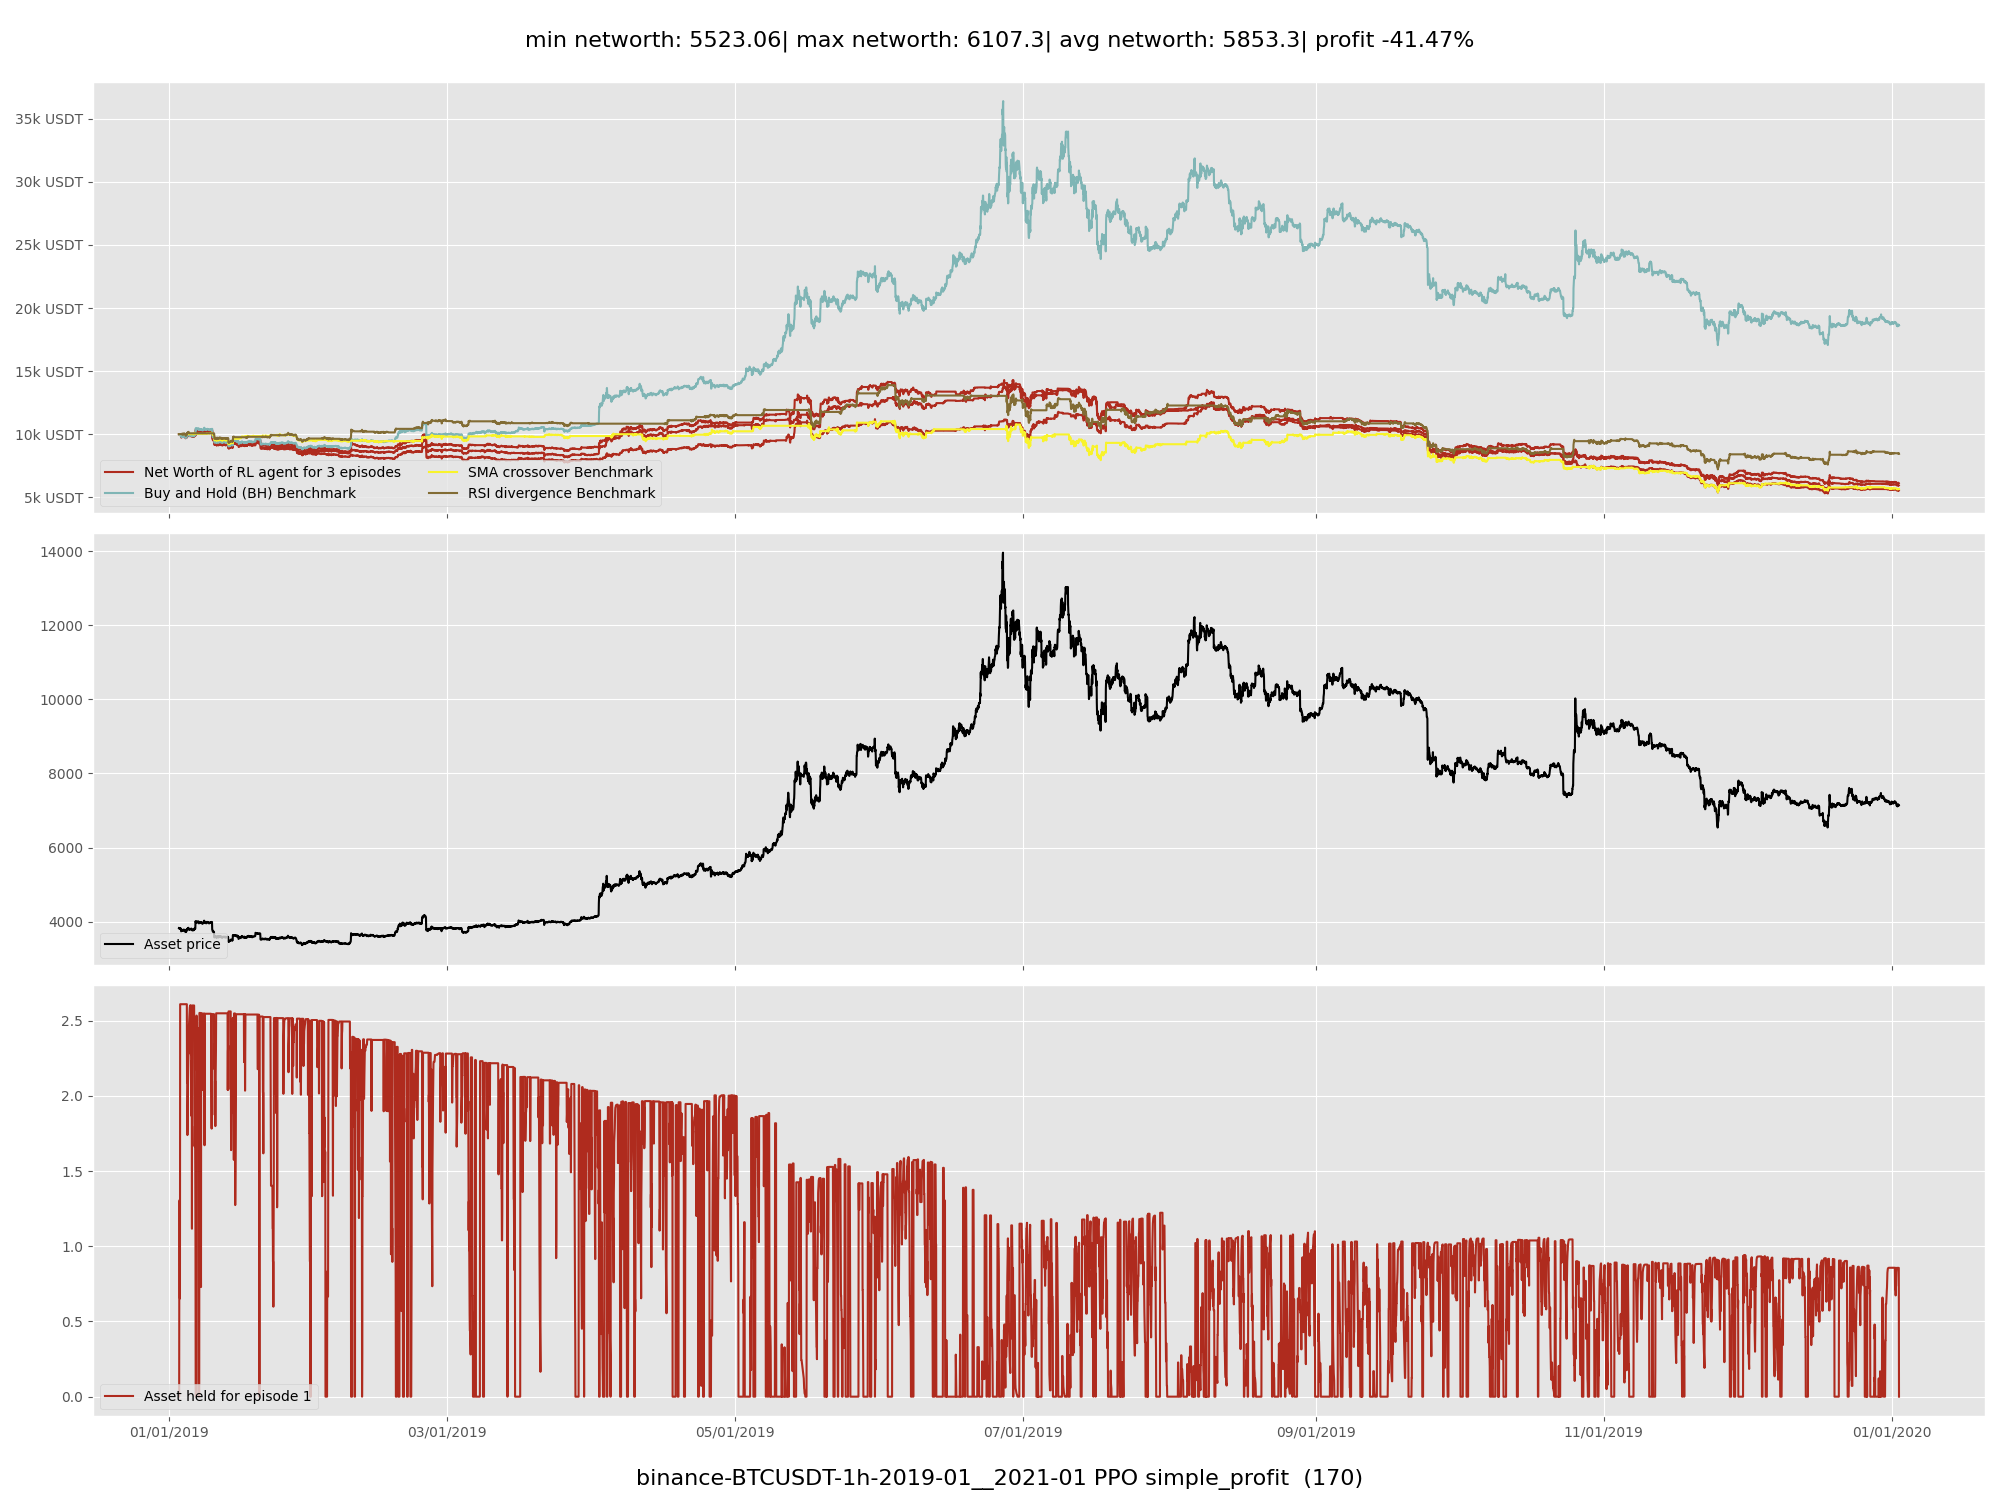 min networth: 5523.06| max networth: 6107.3| avg networth: 5853.3| profit -41.47%
35k USDT
30k USDT
25k USDT
20k USDT
15k USDT
10k USDT
5k USDT
Net Worth of RL agent for 3 episodes
Buy and Hold (BH) Benchmark
SMA crossover Benchmark
RSI divergence Benchmark
14000
12000
10000
8000
6000
4000
Asset price
2.5
2.0
1.5
1.0
0.5
0.0
Asset held for episode 1
01/01/2019 03/01/2019 05/01/2019 07/01/2019 09/01/2019 11/01/2019 01/01/2020
binance-BTCUSDT-1h-2019-01__2021-01 PPO simple_profit (170)